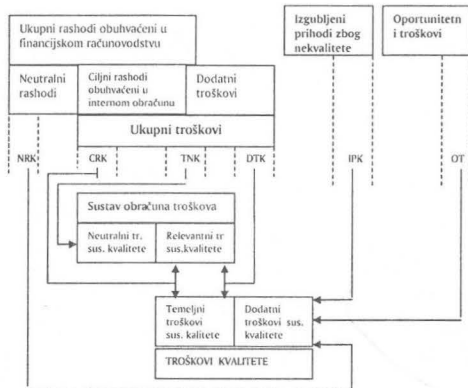 Ukupni rashodi obuhvaćeni u
financijskom računovodstvu
Izgubljeni
prihodi zbog
nekvalitete
Oportunitetn
i troškovi
Neutralni
rashodi
Ciljni rashodi
obuhvaćeni u
internom obračunu
Dodatni
troškovi
Ukupni troškovi
NRK
CRK
TNK
DTK
IPK
OT
Sustav obračuna troškova
Neutralni tr.
sus. kvalitete
Relevantni tr
sus.kvalitete
Temeljni
troškovi
sus. kalitete
Dodatni
troškovi sus.
kvalitete
TROŠKOVI KVALITETE